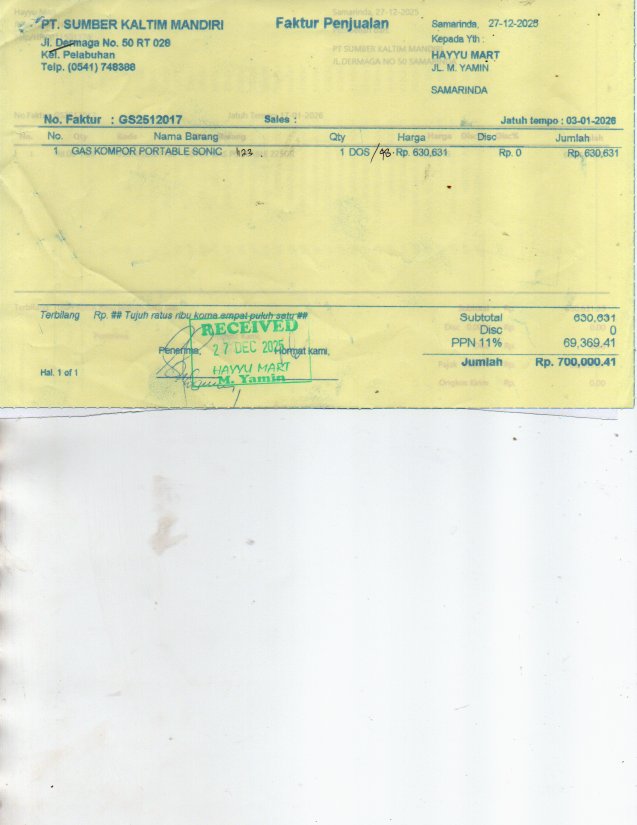 PT. SUMBER KALTIM MANDIRI
Jl. Dermaga No. 50 RT 028
Kel. Pelabuhan
Telp. (0541) 748388
Faktur Penjualan
Samarinda, 27-12-2025
Kepada Yth :
HAYYU MART
JL. M. YAMIN
SAMARINDA
No. Faktur : GS2512017
Sales :
Jatuh tempo : 03-01-2026
No. Nama Barang Qty Harga Disc Jumlah
1 GAS KOMPOR PORTABLE SONIC 123 1 DOS /48 Rp. 630,631 Rp. 0 Rp. 630,631
Terbilang Rp. ## Tujuh ratus ribu koma empat puluh satu ##
Subtotal 630,631
Disc 0
PPN 11% 69,369.41
Jumlah Rp. 700,000.41
Penerima, Hormat kami,
RECEIVED
27 DEC 2025
HAYYU MART
M. Yamin
Hal. 1 of 1